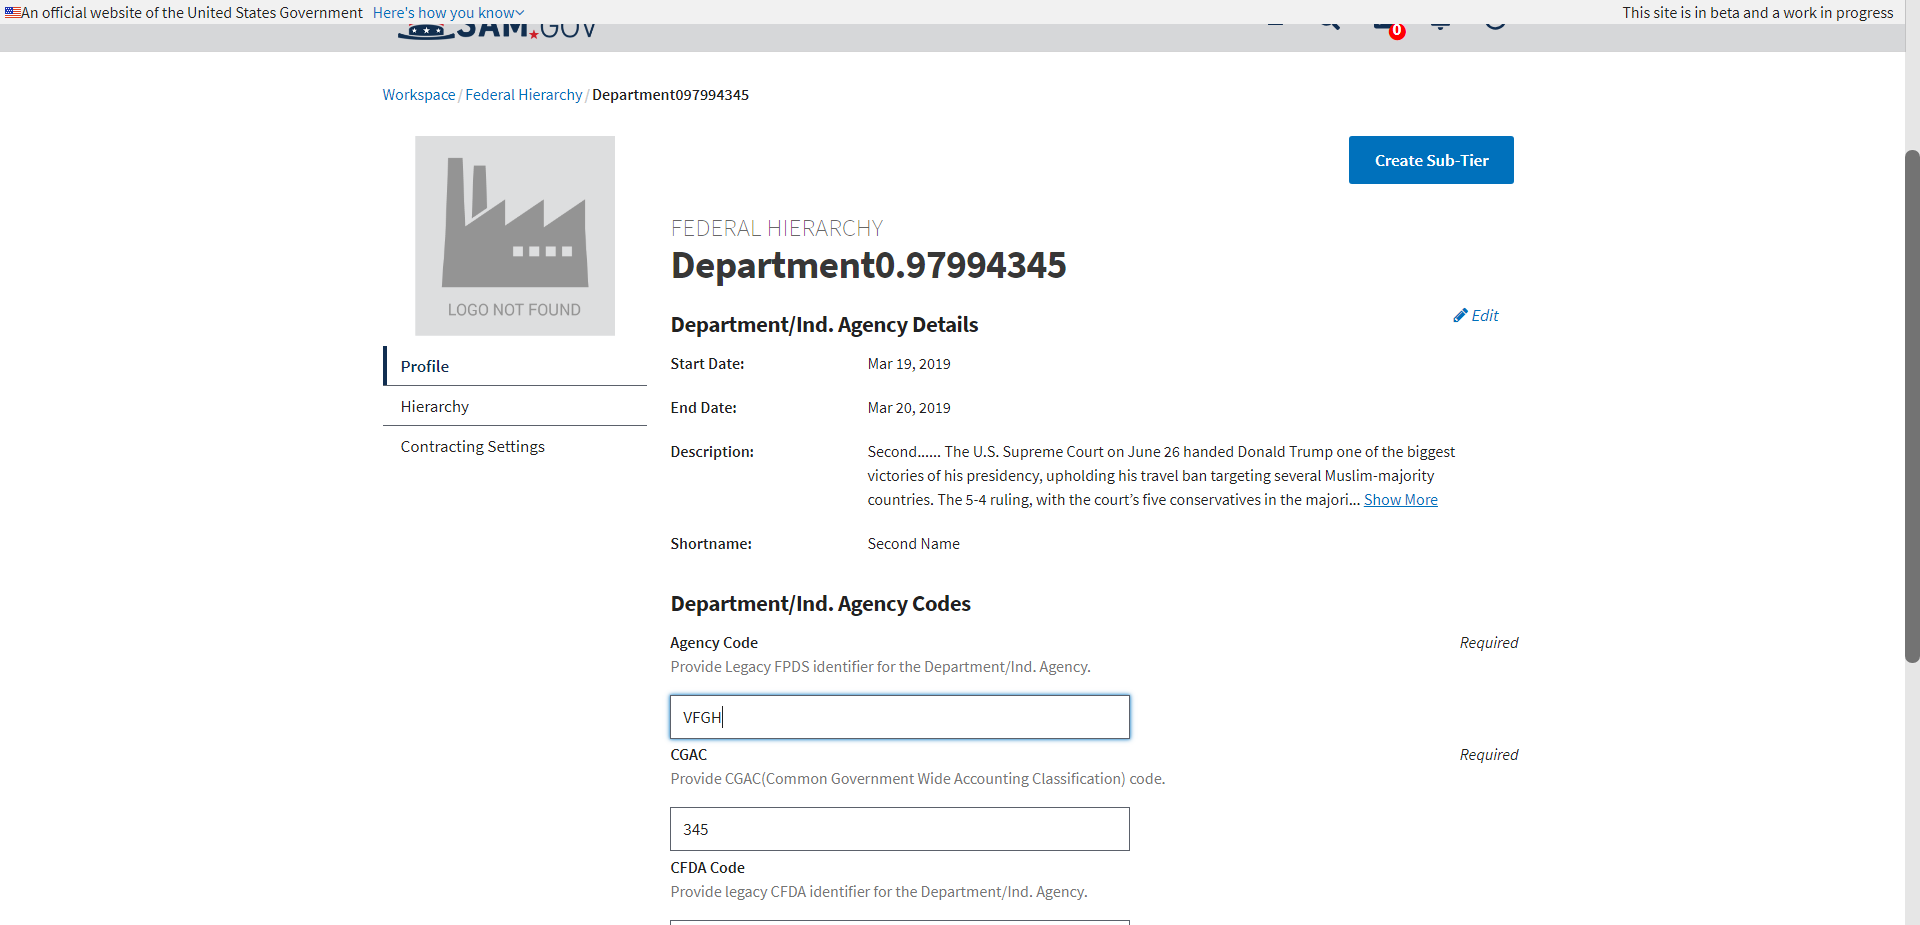 An official website of the United States Government Here's how you know
This site is in beta and a work in progress
SAM.GOV
0
Workspace / Federal Hierarchy / Department097994345
LOGO NOT FOUND
Create Sub-Tier
FEDERAL HIERARCHY
Department0.97994345
Department/Ind. Agency Details
Edit
Profile
Hierarchy
Contracting Settings
Start Date: Mar 19, 2019
End Date: Mar 20, 2019
Description: Second...... The U.S. Supreme Court on June 26 handed Donald Trump one of the biggest
victories of his presidency, upholding his travel ban targeting several Muslim-majority
countries. The 5-4 ruling, with the court’s five conservatives in the majori... Show More
Shortname: Second Name
Department/Ind. Agency Codes
Agency Code Required
Provide Legacy FPDS identifier for the Department/Ind. Agency.
VFGH
CGAC Required
Provide CGAC(Common Government Wide Accounting Classification) code.
345
CFDA Code
Provide legacy CFDA identifier for the Department/Ind. Agency.